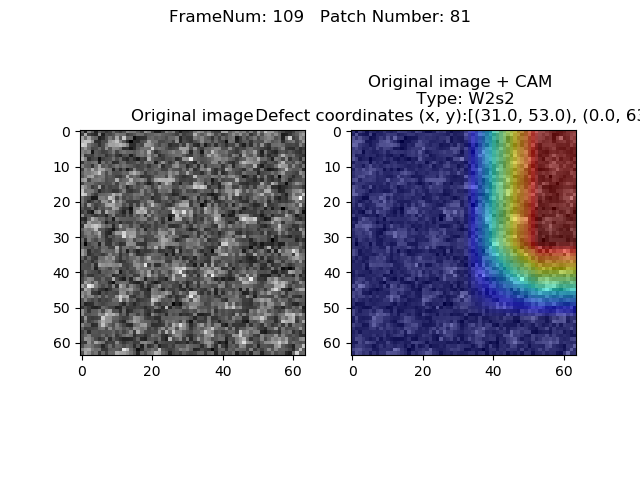 FrameNum: 109   Patch Number: 81
Original image + CAM
Type: W2s2
Original image
Defect coordinates (x, y):[(31.0, 53.0), (0.0, 63
0
10
20
30
40
50
60
0 20 40 60
0
10
20
30
40
50
60
0 20 40 60